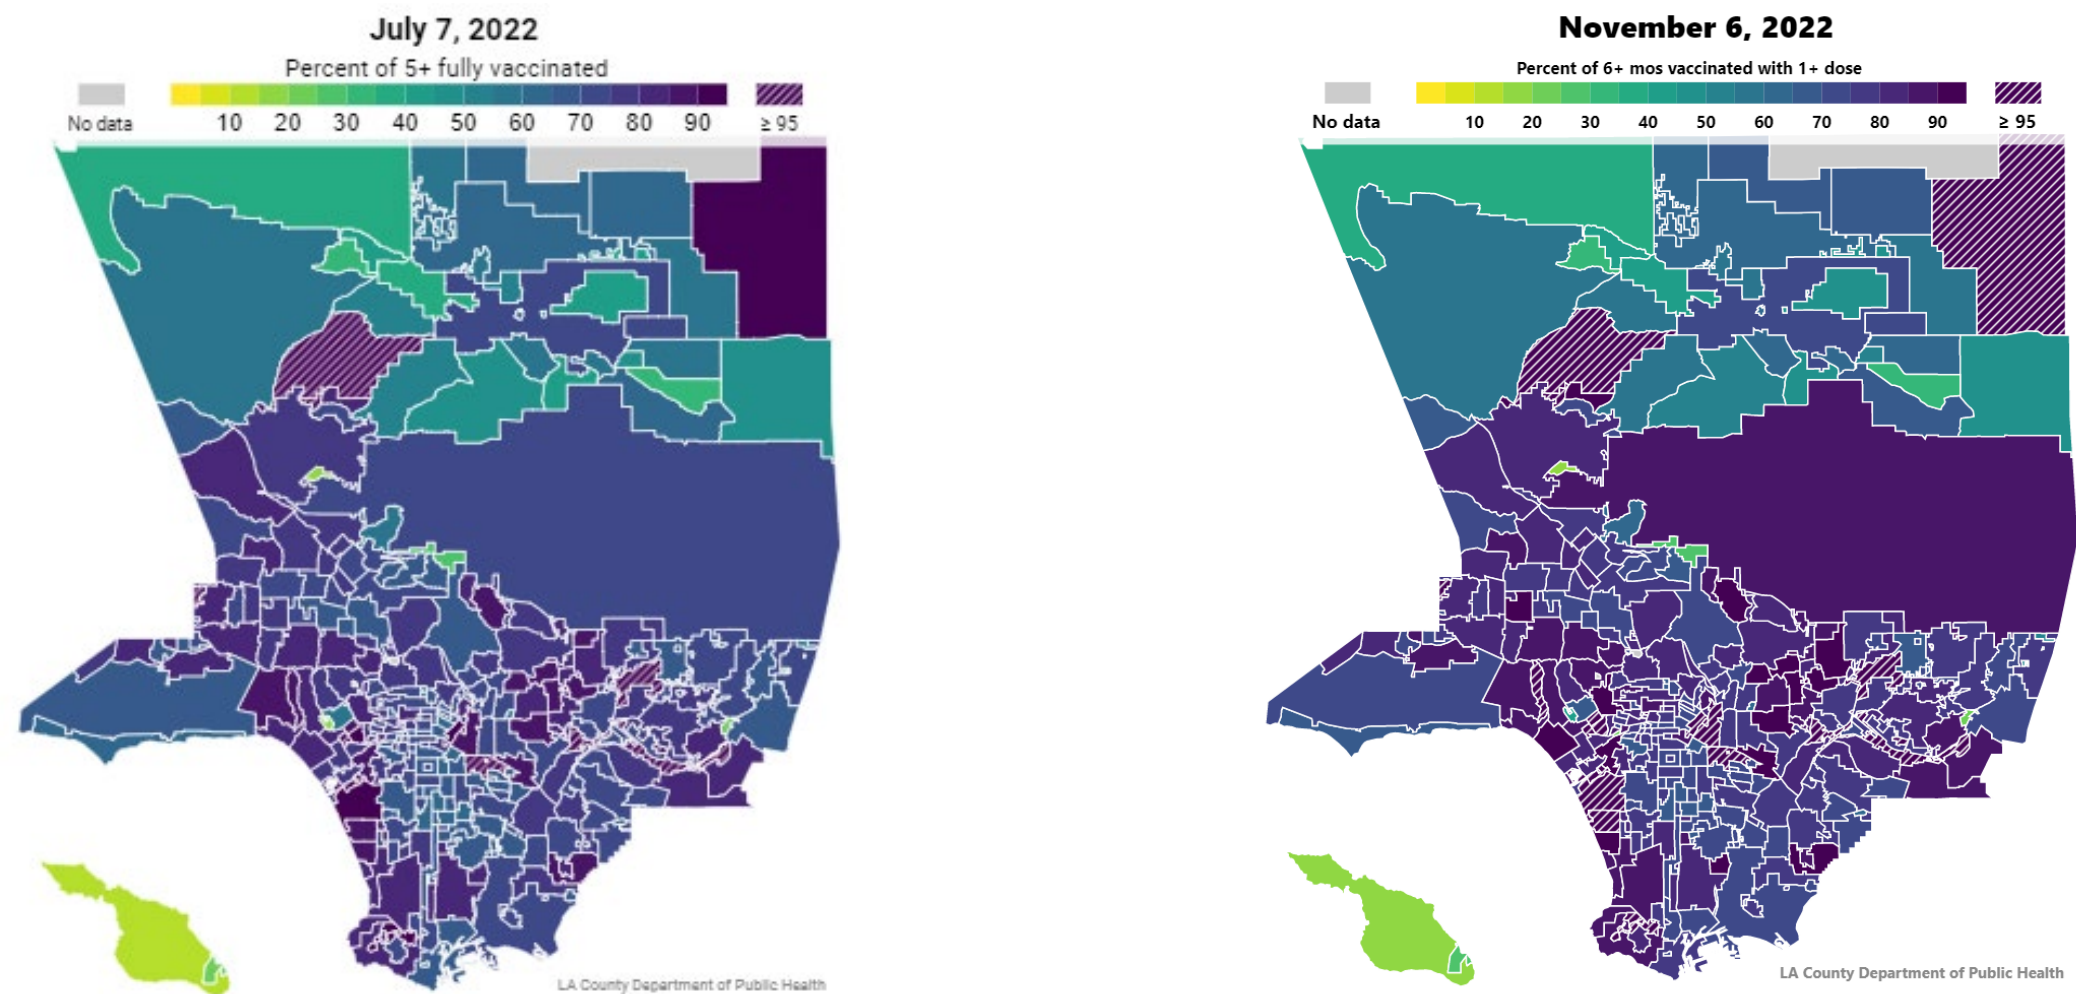 July 7, 2022
Percent of 5+ fully vaccinated
No data
10 20 30 40 50 60 70 80 90
≥ 95
LA County Department of Public Health
November 6, 2022
Percent of 6+ mos vaccinated with 1+ dose
No data
10 20 30 40 50 60 70 80 90
≥ 95
LA County Department of Public Health